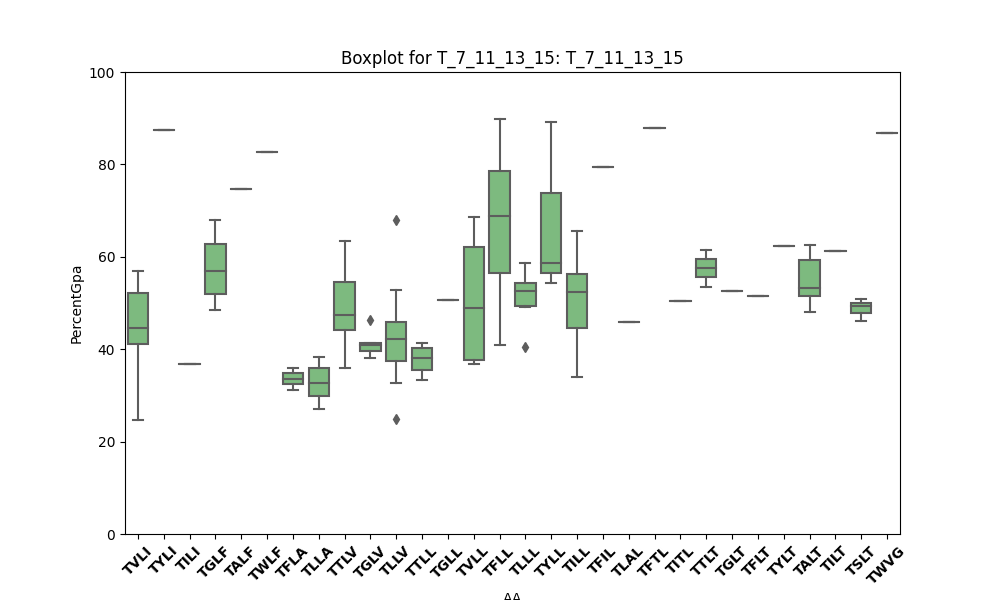 Boxplot for T_7_11_13_15: T_7_11_13_15
100
80
60
40
20
0
PercentGpa
TVLI TYLI TILI TGLF TALF TWLF TFLA TLLA TTLV TGLV TLLV TTLL TGLL TVLL TFLL TLLL TYLL TILL TFIL TLAL TFTL TITL TTLT TGLT TFLT TYLT TALT TILT TSLT TWVG
AA